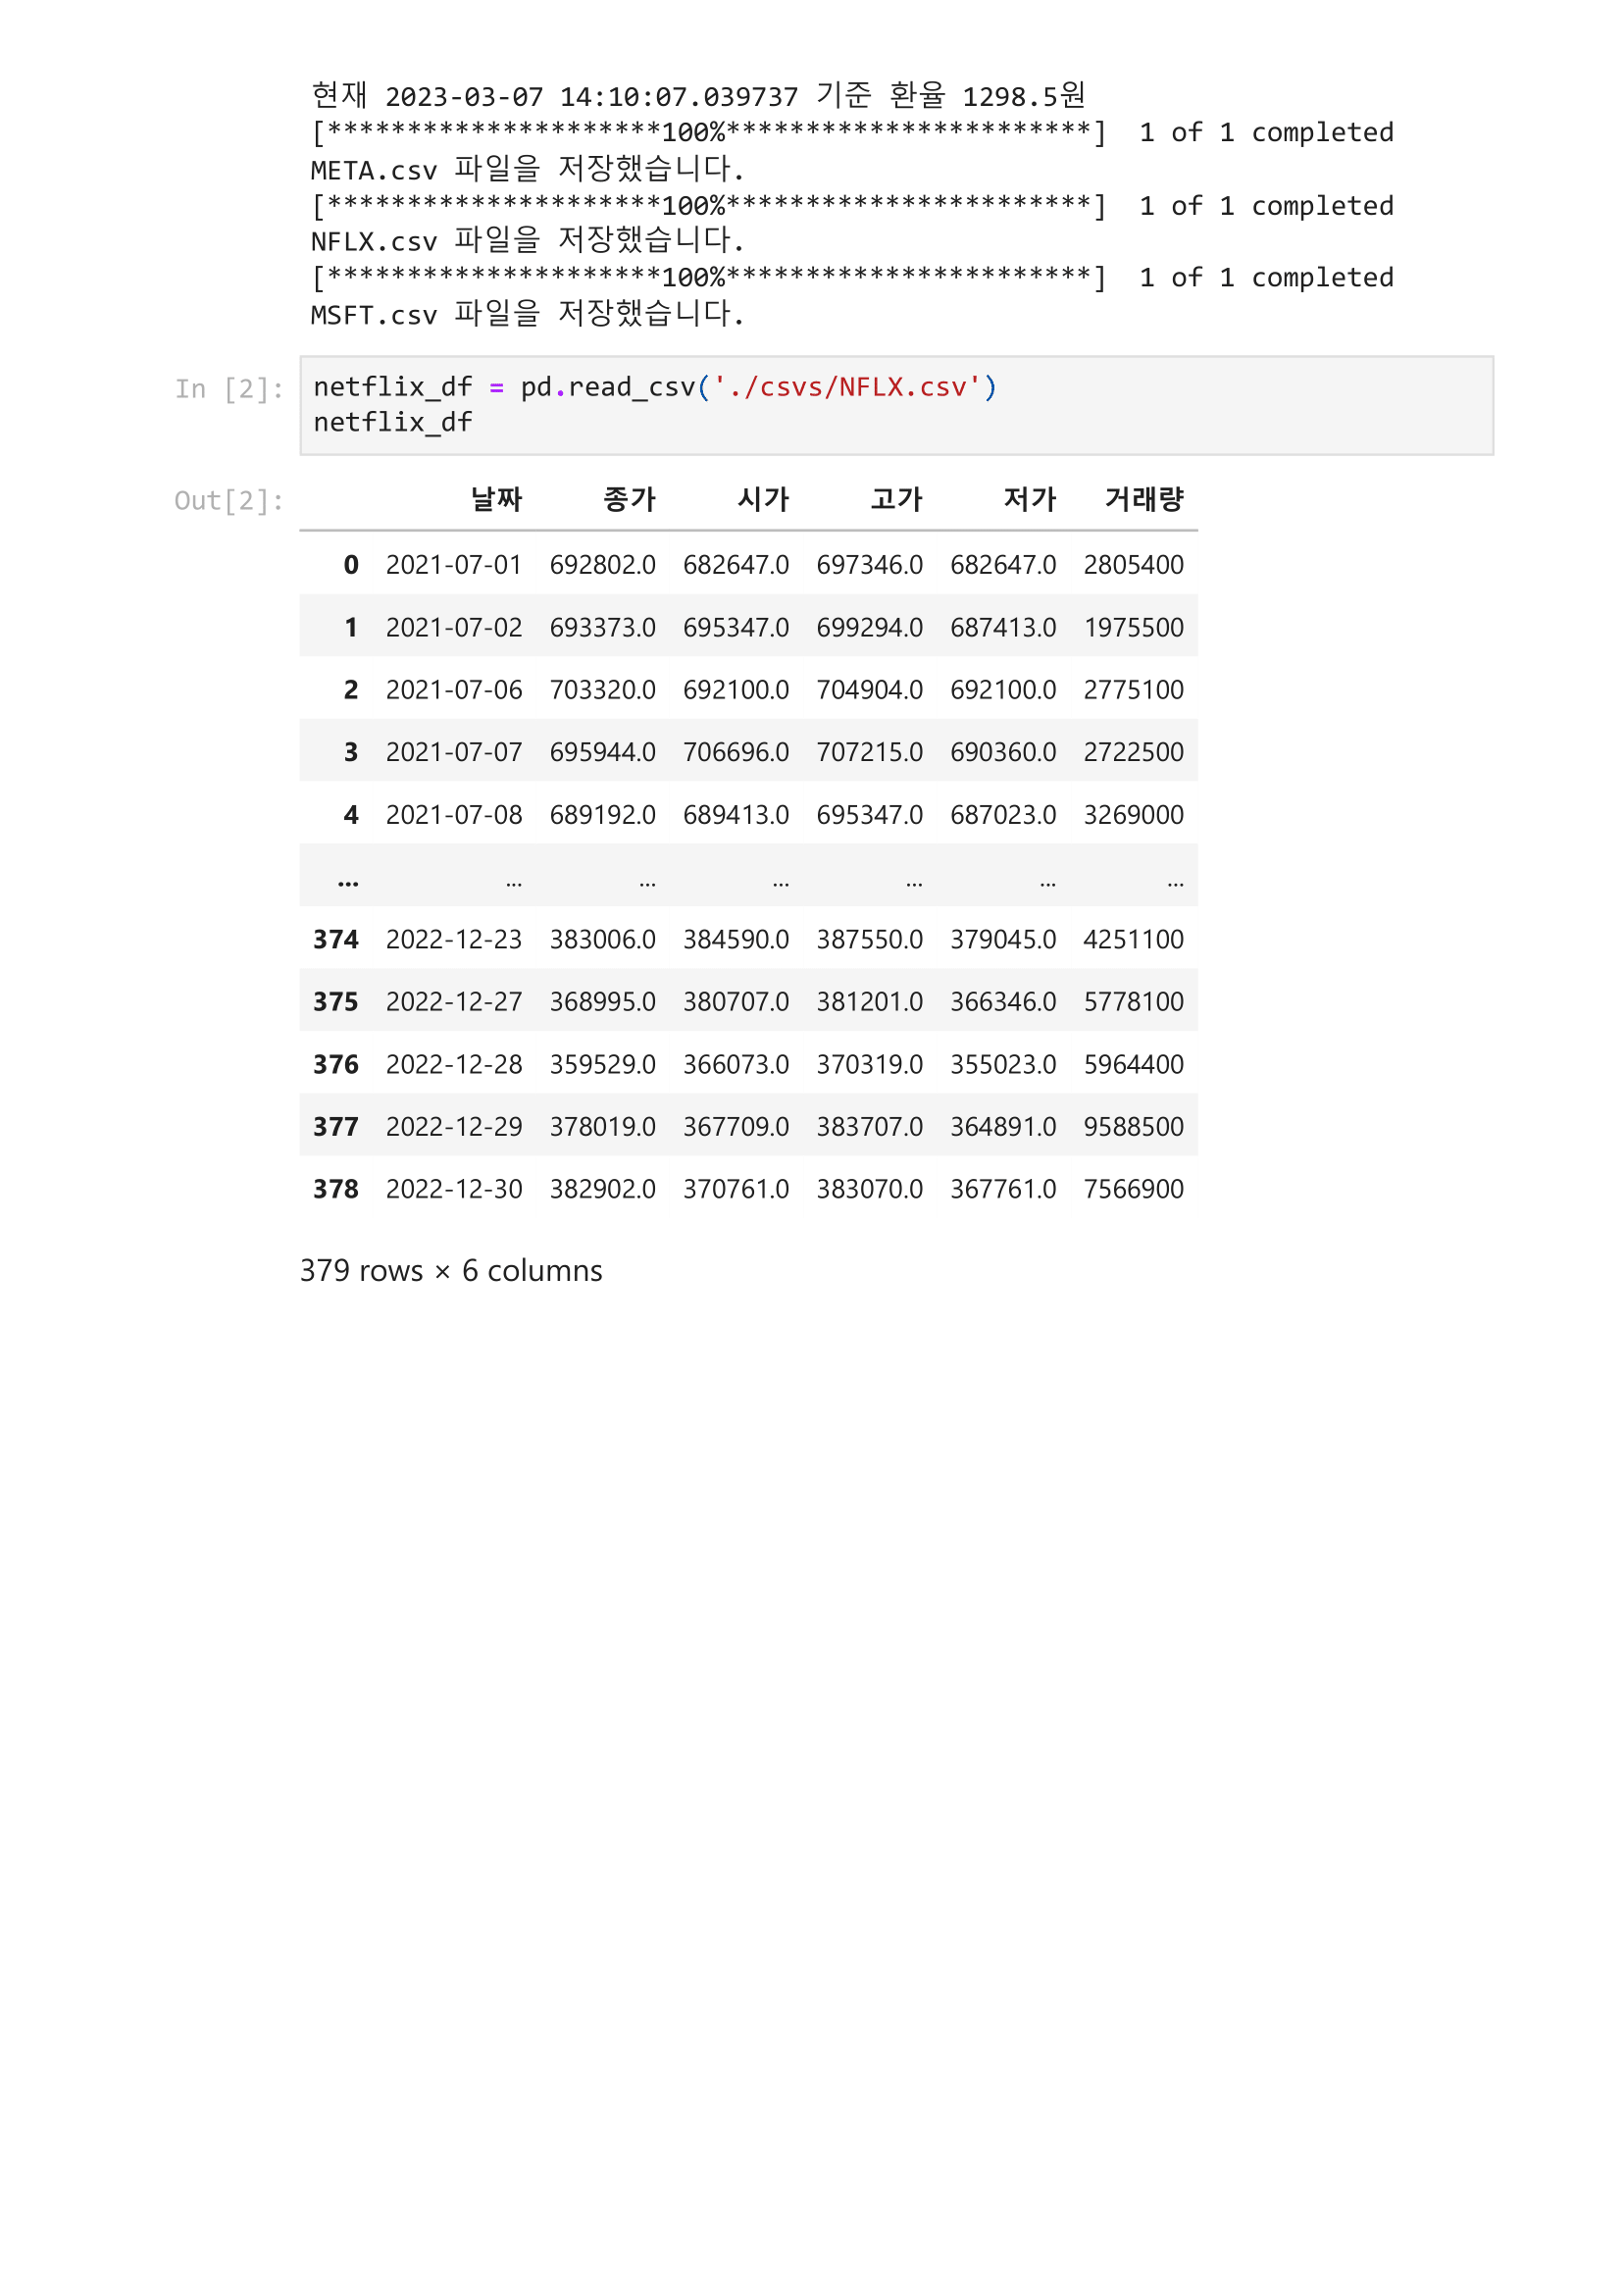 현재 2023-03-07 14:10:07.039737 기준 환율 1298.5원
[*********************100%***********************]  1 of 1 completed
META.csv 파일을 저장했습니다.
[*********************100%***********************]  1 of 1 completed
NFLX.csv 파일을 저장했습니다.
[*********************100%***********************]  1 of 1 completed
MSFT.csv 파일을 저장했습니다.
In [2]: netflix_df = pd.read_csv('./csvs/NFLX.csv')
netflix_df
Out[2]: 날짜 종가 시가 고가 저가 거래량
0 2021-07-01 692802.0 682647.0 697346.0 682647.0 2805400
1 2021-07-02 693373.0 695347.0 699294.0 687413.0 1975500
2 2021-07-06 703320.0 692100.0 704904.0 692100.0 2775100
3 2021-07-07 695944.0 706696.0 707215.0 690360.0 2722500
4 2021-07-08 689192.0 689413.0 695347.0 687023.0 3269000
... ... ... ... ... ... ...
374 2022-12-23 383006.0 384590.0 387550.0 379045.0 4251100
375 2022-12-27 368995.0 380707.0 381201.0 366346.0 5778100
376 2022-12-28 359529.0 366073.0 370319.0 355023.0 5964400
377 2022-12-29 378019.0 367709.0 383707.0 364891.0 9588500
378 2022-12-30 382902.0 370761.0 383070.0 367761.0 7566900
379 rows × 6 columns